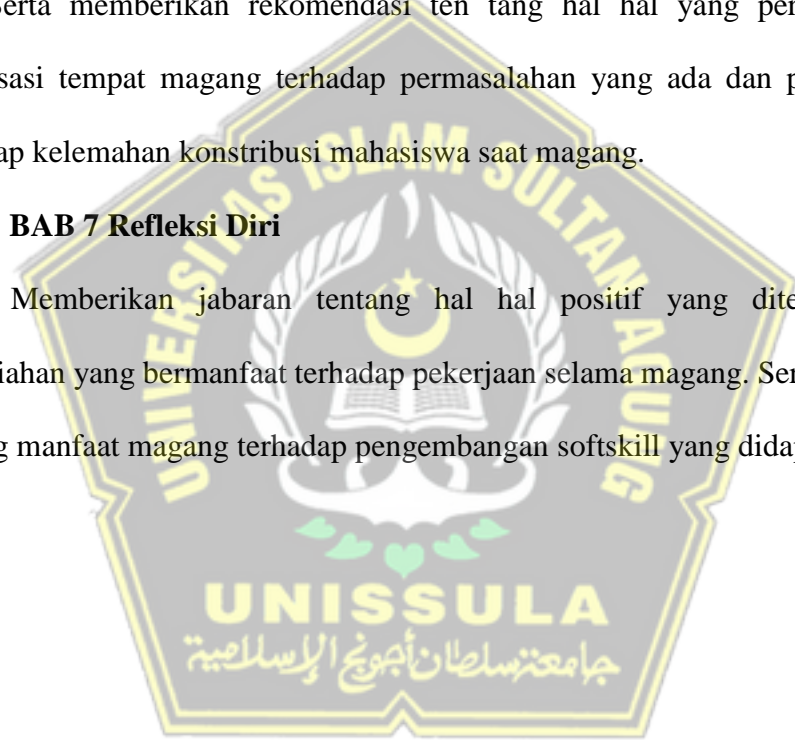 Serta memberikan rekomendasi ten tang hal hal yang per
sasi tempat magang terhadap permasalahan yang ada dan p
ap kelemahan konstribusi mahasiswa saat magang.
BAB 7 Refleksi Diri
Memberikan jabaran tentang hal hal positif yang dite
iahan yang bermanfaat terhadap pekerjaan selama magang. Ser
g manfaat magang terhadap pengembangan softskill yang didap
UNIVERSITAS ISLAM SULTAN AGUNG
UNISSULA
جامعة سلطان أجونج الإسلامية